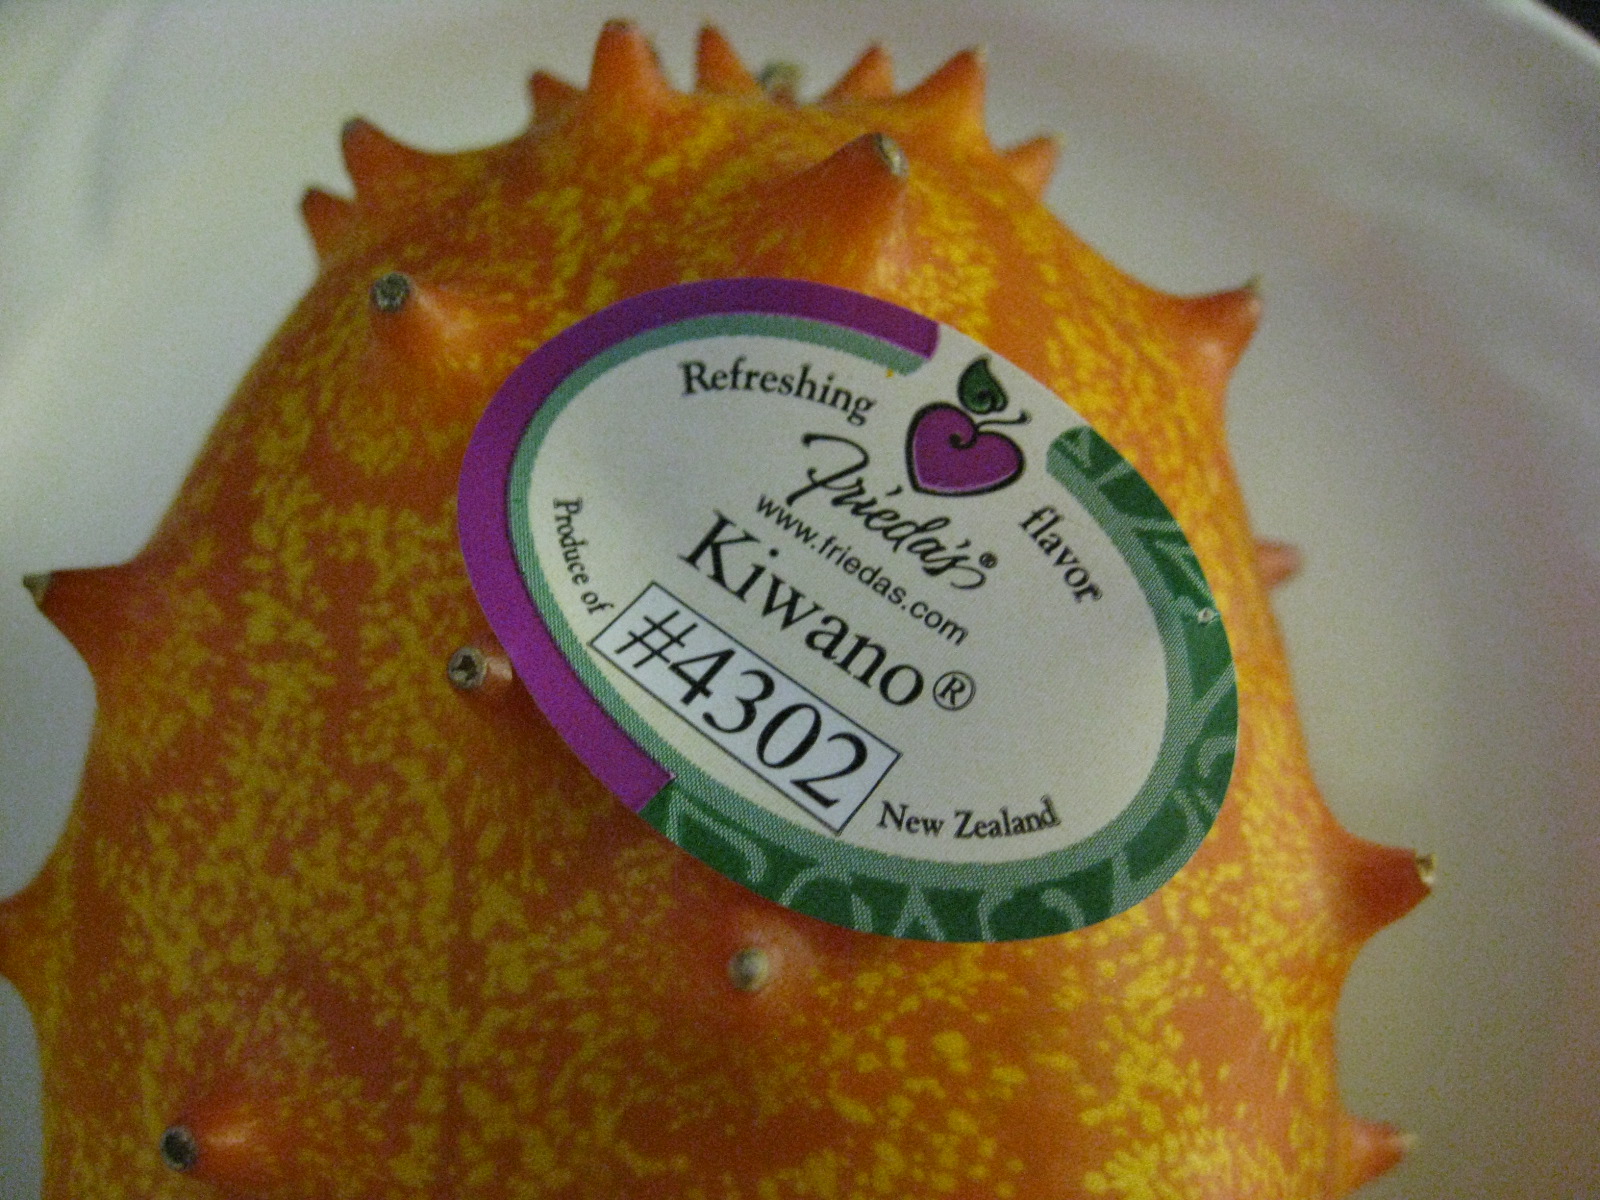 Refreshing flavor
Frieda's®
www.friedas.com
Kiwano®
#4302
Produce of New Zealand